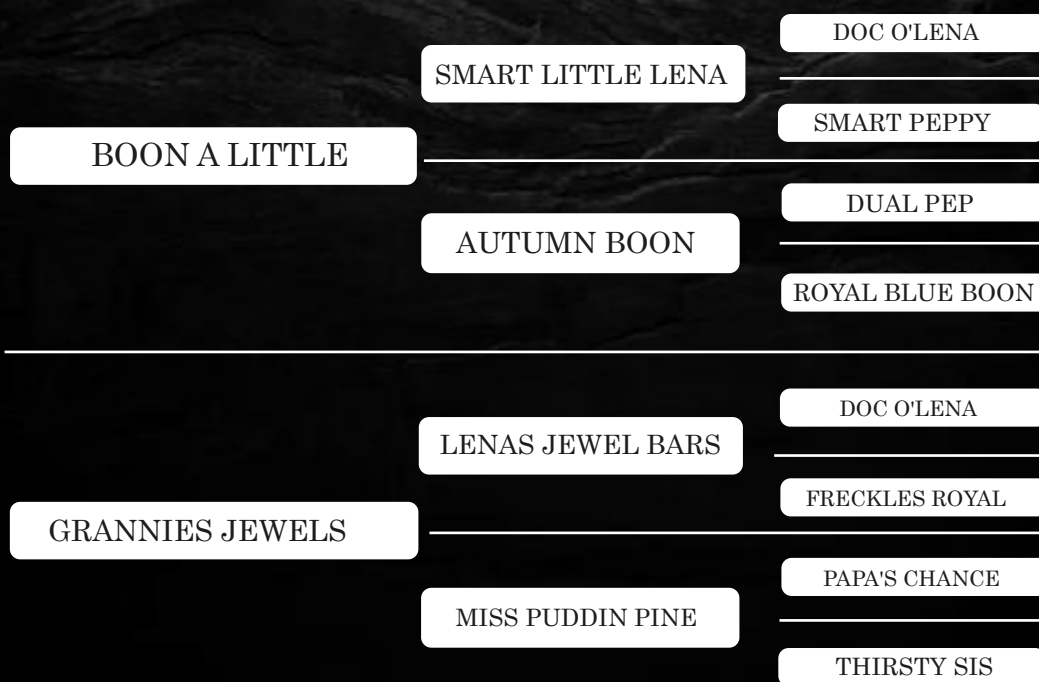 DOC O'LENA
SMART LITTLE LENA
SMART PEPPY
BOON A LITTLE
DUAL PEP
AUTUMN BOON
ROYAL BLUE BOON
DOC O'LENA
LENAS JEWEL BARS
FRECKLES ROYAL
GRANNIES JEWELS
PAPA'S CHANCE
MISS PUDDIN PINE
THIRSTY SIS